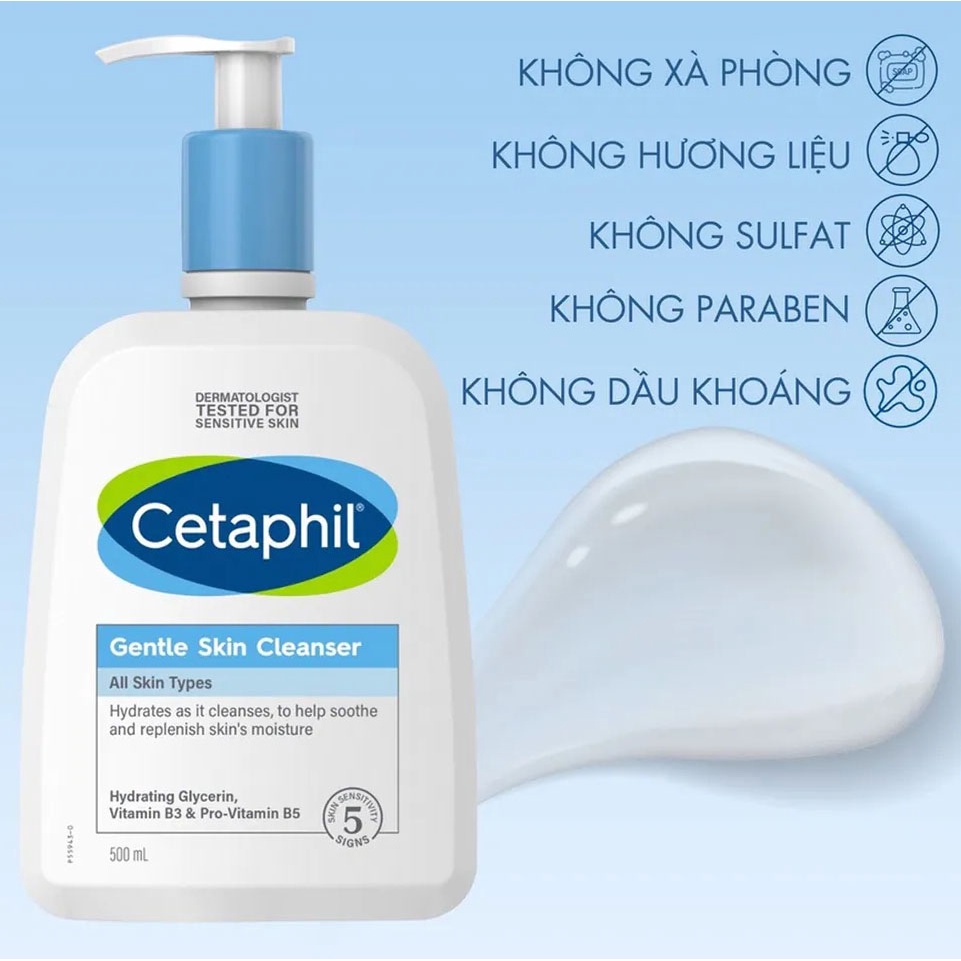 KHÔNG XÀ PHÒNG
SOAP
KHÔNG HƯƠNG LIỆU
KHÔNG SULFAT
KHÔNG PARABEN
KHÔNG DẦU KHOÁNG
DERMATOLOGIST
TESTED FOR
SENSITIVE SKIN
Cetaphil®
Gentle Skin Cleanser
All Skin Types
Hydrates as it cleanses, to help soothe
and replenish skin's moisture
Hydrating Glycerin,
Vitamin B3 & Pro-Vitamin B5
SKIN SENSITIVITY
5
SIGNS
500 mL
P55943-0